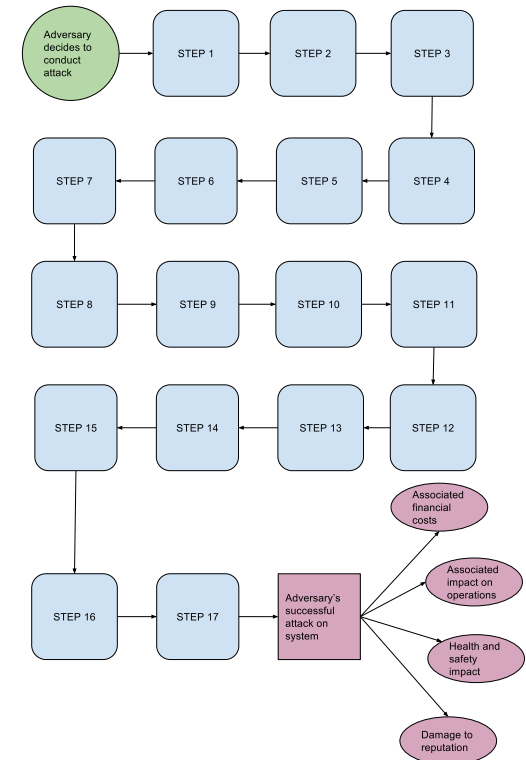 Adversary
decides to
conduct
attack
STEP 1
STEP 2
STEP 3
STEP 7
STEP 6
STEP 5
STEP 4
STEP 8
STEP 9
STEP 10
STEP 11
STEP 15
STEP 14
STEP 13
STEP 12
Associated
financial
costs
Associated
impact on
operations
STEP 16
STEP 17
Adversary's
successful
attack on
system
Health and
safety
impact
Damage to
reputation